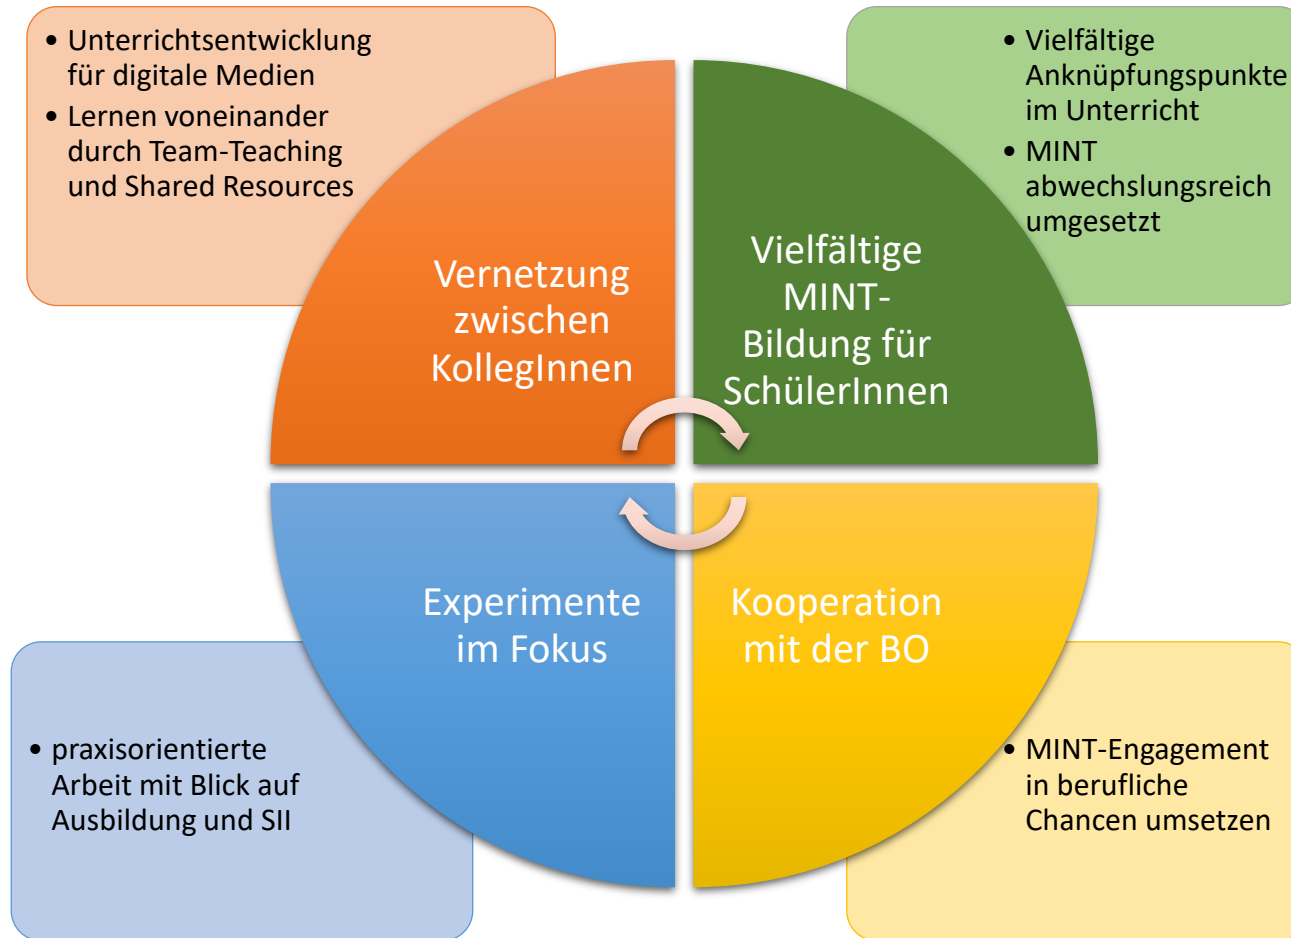 • Unterrichtsentwicklung
für digitale Medien
• Lernen voneinander
durch Team-Teaching
und Shared Resources
• Vielfältige
Anknüpfungspunkte
im Unterricht
• MINT
abwechslungsreich
umgesetzt
Vernetzung
zwischen
KollegInnen
Vielfältige
MINT-
Bildung für
SchülerInnen
Experimente
im Fokus
Kooperation
mit der BO
• praxisorientierte
Arbeit mit Blick auf
Ausbildung und SII
• MINT-Engagement
in berufliche
Chancen umsetzen